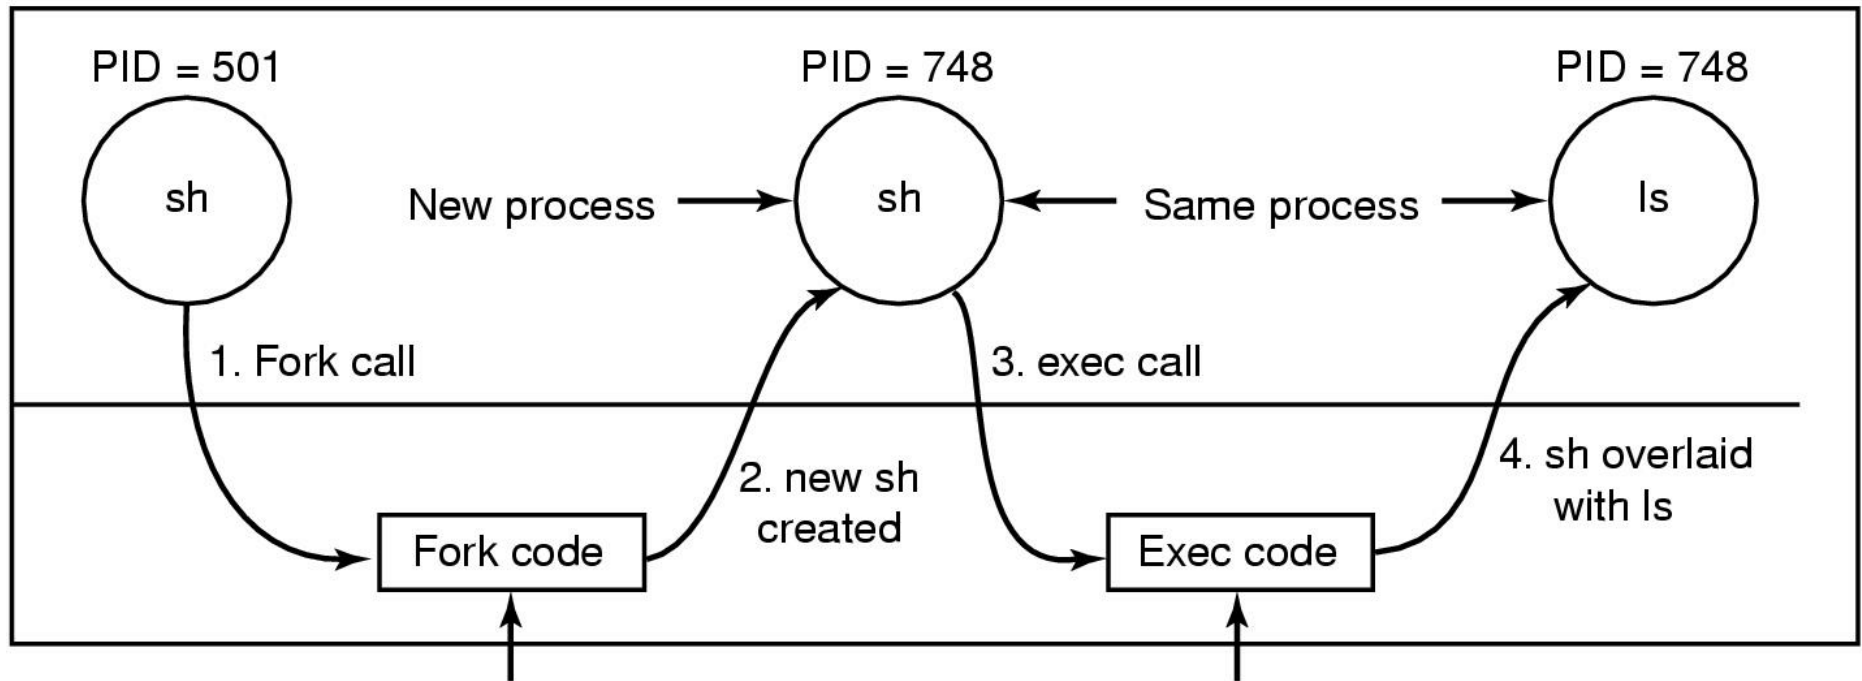 PID = 501
PID = 748
PID = 748
sh
New process
sh
Same process
ls
1. Fork call
3. exec call
2. new sh
created
4. sh overlaid
with ls
Fork code
Exec code